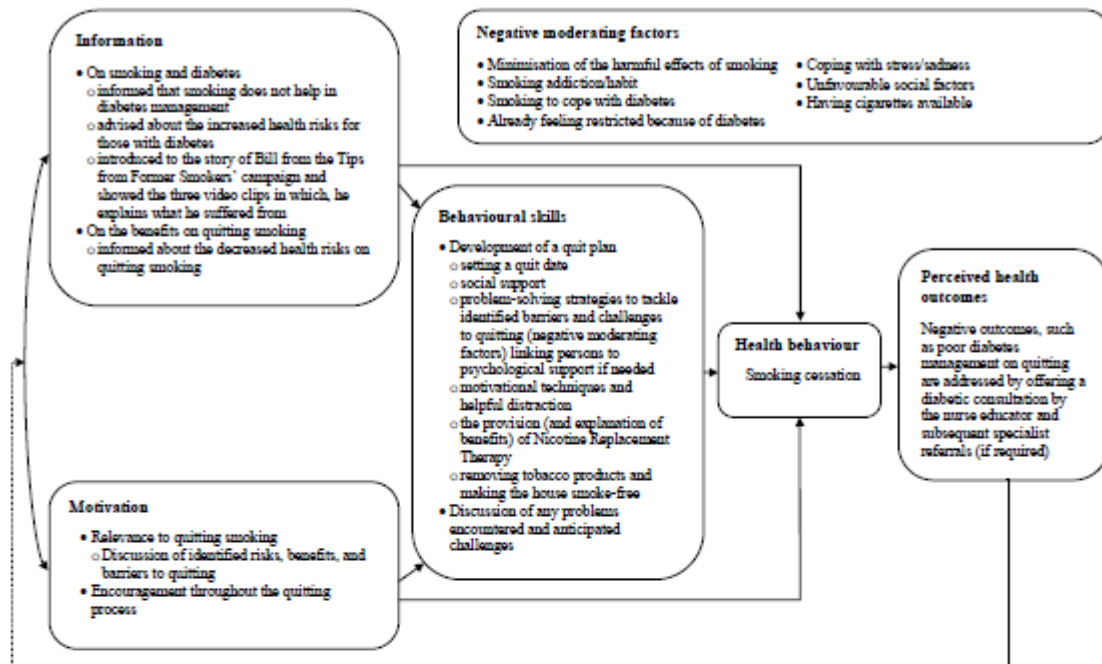 Information
• On smoking and diabetes
o informed that smoking does not help in
diabetes management
o advised about the increased health risks for
those with diabetes
o introduced to the story of Bill from the Tips
from Former Smokers' campaign and
showed the three video clips in which, he
explains what he suffered from
• On the benefits on quitting smoking
o informed about the decreased health risks on
quitting smoking
Negative moderating factors
• Minimisation of the harmful effects of smoking
• Smoking addiction/habit
• Smoking to cope with diabetes
• Already feeling restricted because of diabetes
• Coping with stress/sadness
• Unfavourable social factors
• Having cigarettes available
Behavioural skills
• Development of a quit plan
o setting a quit date
o social support
o problem-solving strategies to tackle
identified barriers and challenges
to quitting (negative moderating
factors) linking persons to
psychological support if needed
o motivational techniques and
helpful distraction
o the provision (and explanation of
benefits) of Nicotine Replacement
Therapy
o removing tobacco products and
making the house smoke-free
• Discussion of any problems
encountered and anticipated
challenges
Motivation
• Relevance to quitting smoking
o Discussion of identified risks, benefits, and
barriers to quitting
• Encouragement throughout the quitting
process
Health behaviour
Smoking cessation
Perceived health
outcomes
Negative outcomes, such
as poor diabetes
management on quitting
are addressed by offering a
diabetic consultation by
the nurse educator and
subsequent specialist
referrals (if required)